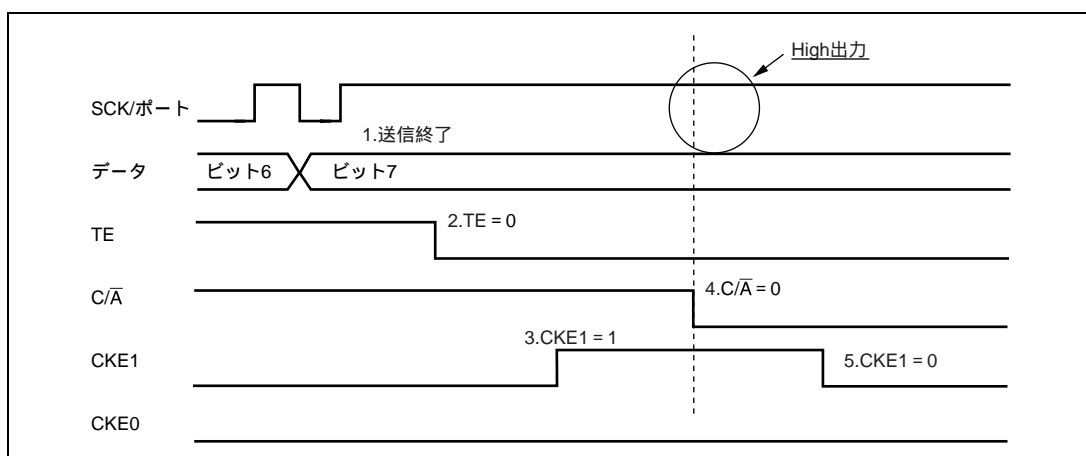 High出力
SCK/ポート
1.送信終了
データ
ビット6
ビット7
TE
2.TE = 0
C/A̅
4.C/A̅ = 0
3.CKE1 = 1
CKE1
5.CKE1 = 0
CKE0